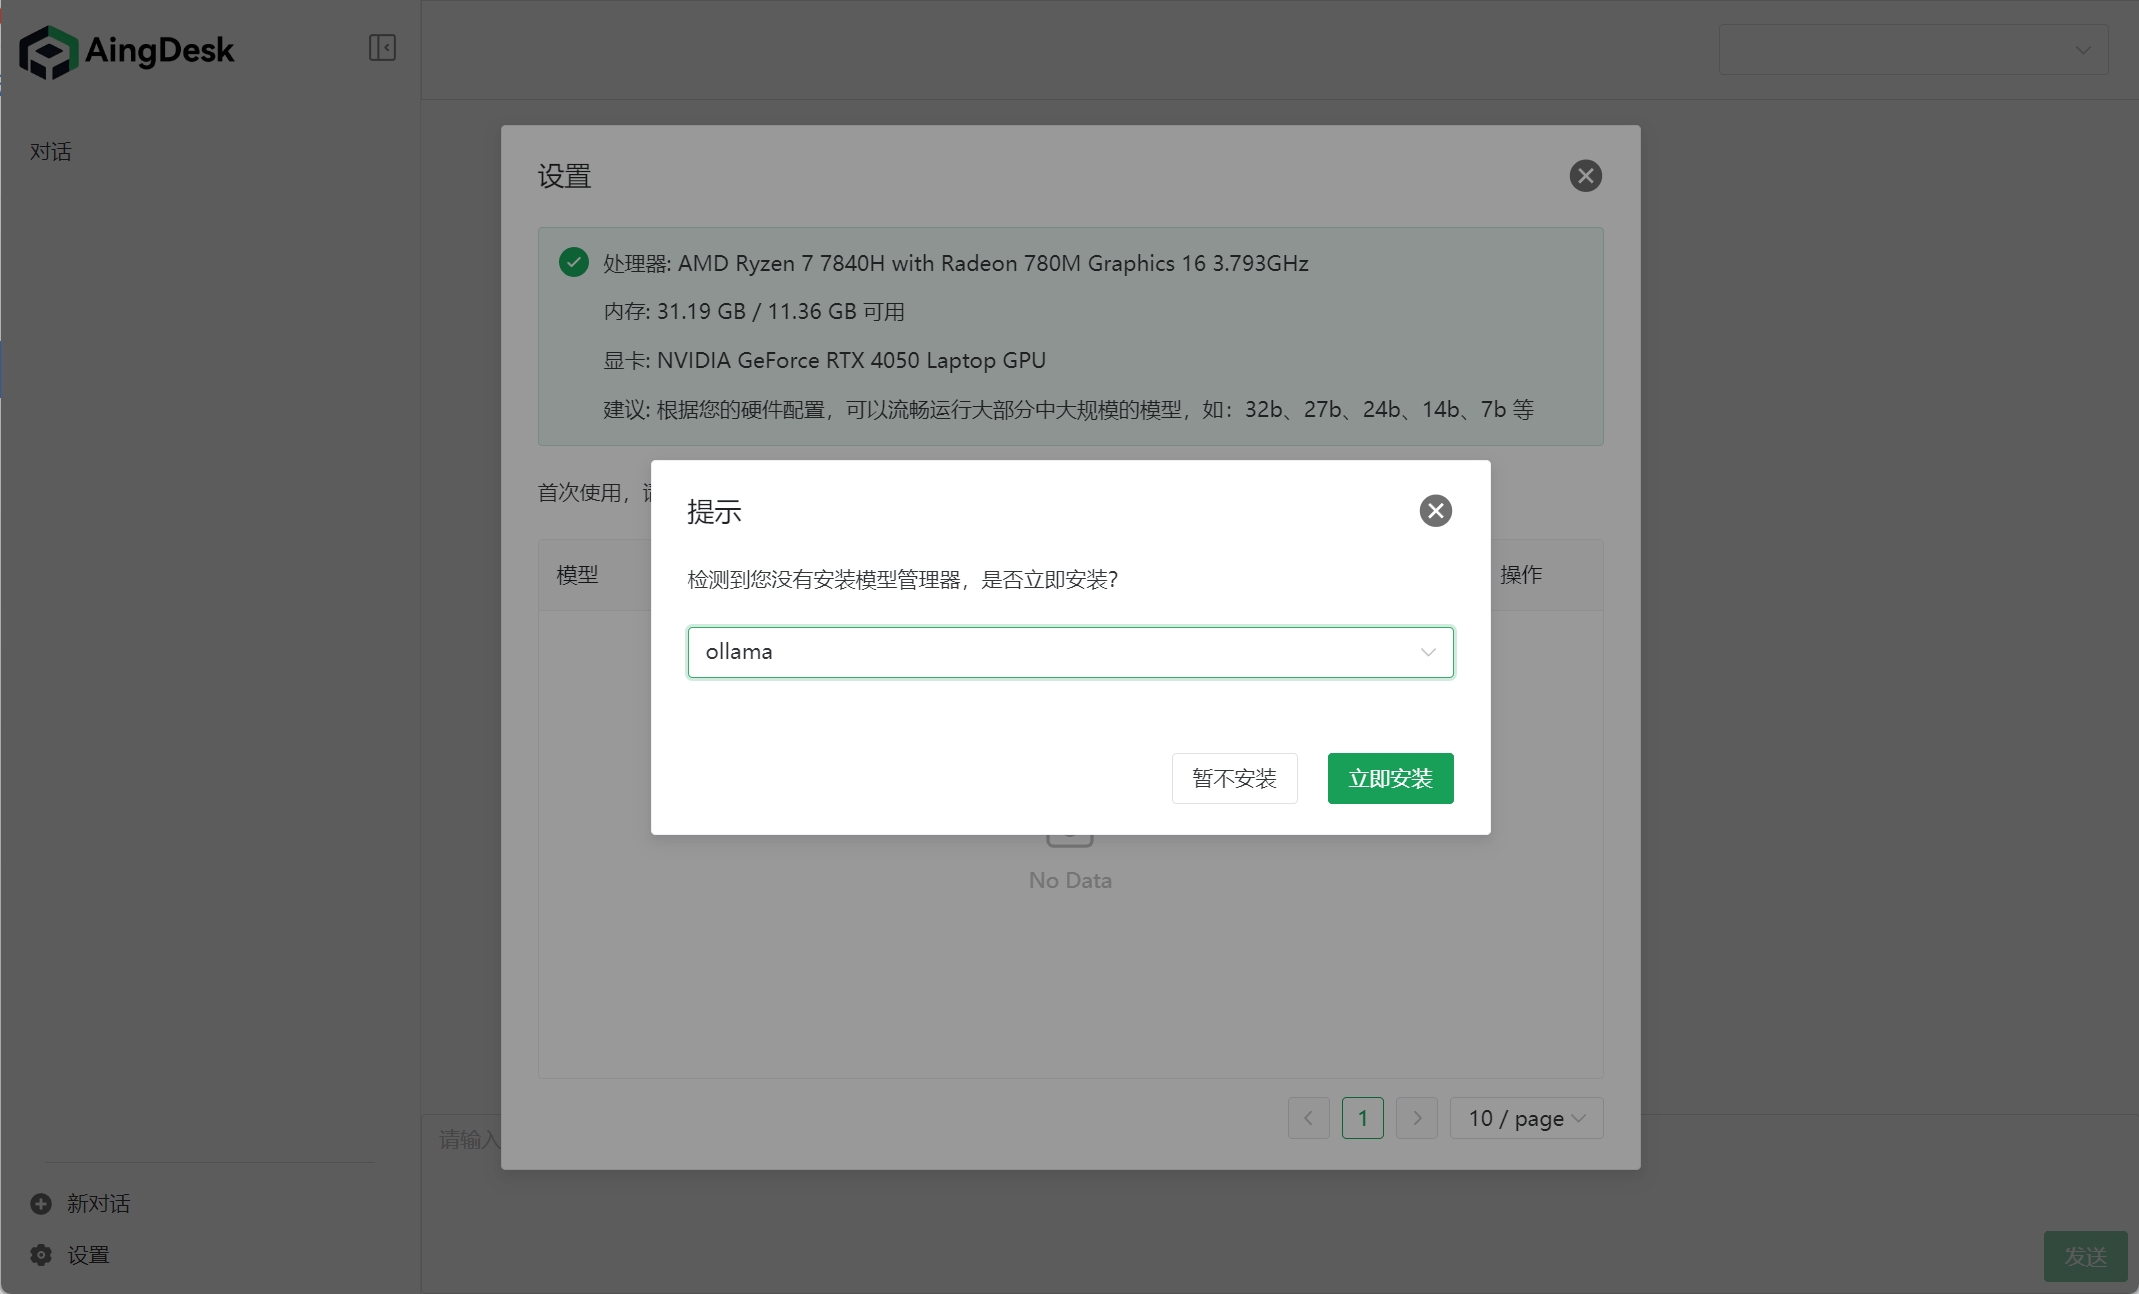 AingDesk
对话
设置
处理器: AMD Ryzen 7 7840H with Radeon 780M Graphics 16 3.793GHz
内存: 31.19 GB / 11.36 GB 可用
显卡: NVIDIA GeForce RTX 4050 Laptop GPU
建议: 根据您的硬件配置，可以流畅运行大部分中大规模的模型，如：32b、27b、24b、14b、7b 等
首次使用，
提示
检测到您没有安装模型管理器，是否立即安装?
模型
操作
ollama
暂不安装
立即安装
No Data
1
10 / page
请输入
新对话
设置
发送